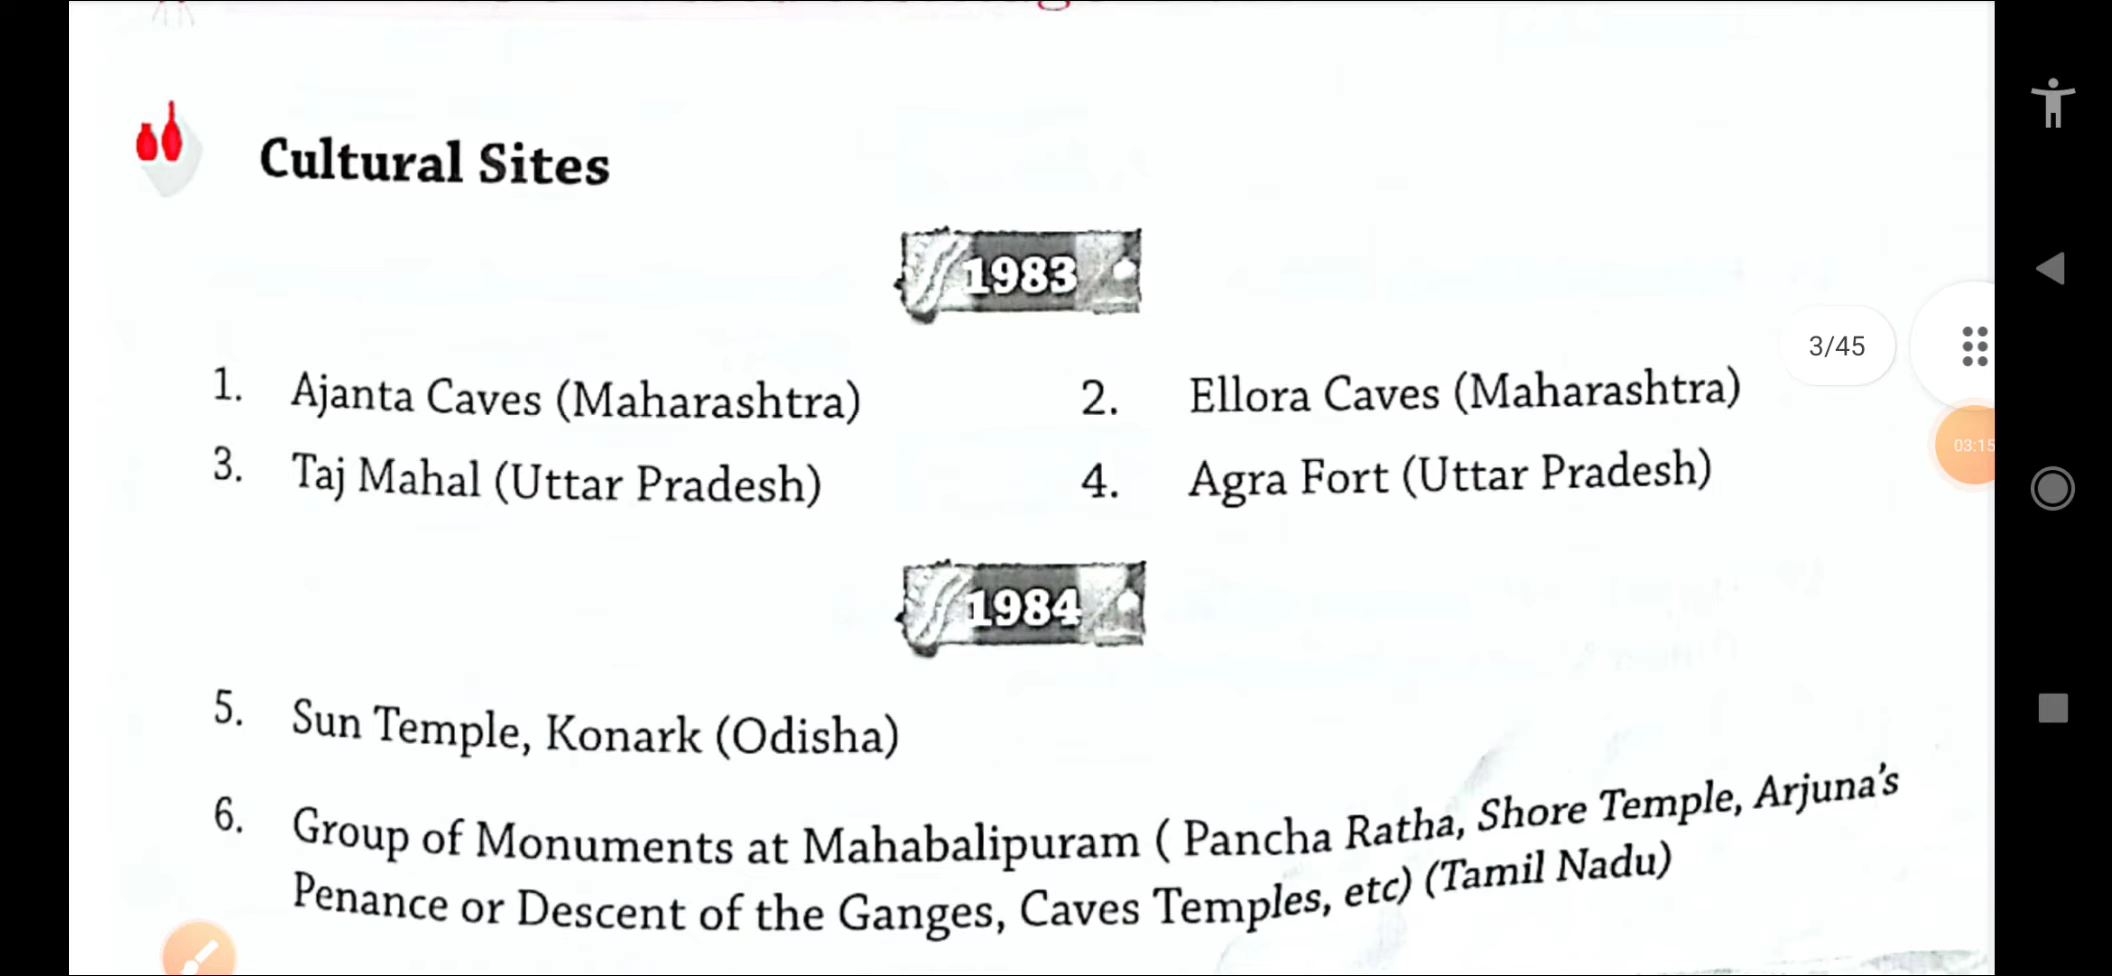 Cultural Sites
1983
1. Ajanta Caves (Maharashtra) 2. Ellora Caves (Maharashtra)
3. Taj Mahal (Uttar Pradesh) 4. Agra Fort (Uttar Pradesh)
1984
5. Sun Temple, Konark (Odisha)
6. Group of Monuments at Mahabalipuram ( Pancha Ratha, Shore Temple, Arjuna's
Penance or Descent of the Ganges, Caves Temples, etc) (Tamil Nadu)
3/45
03:15